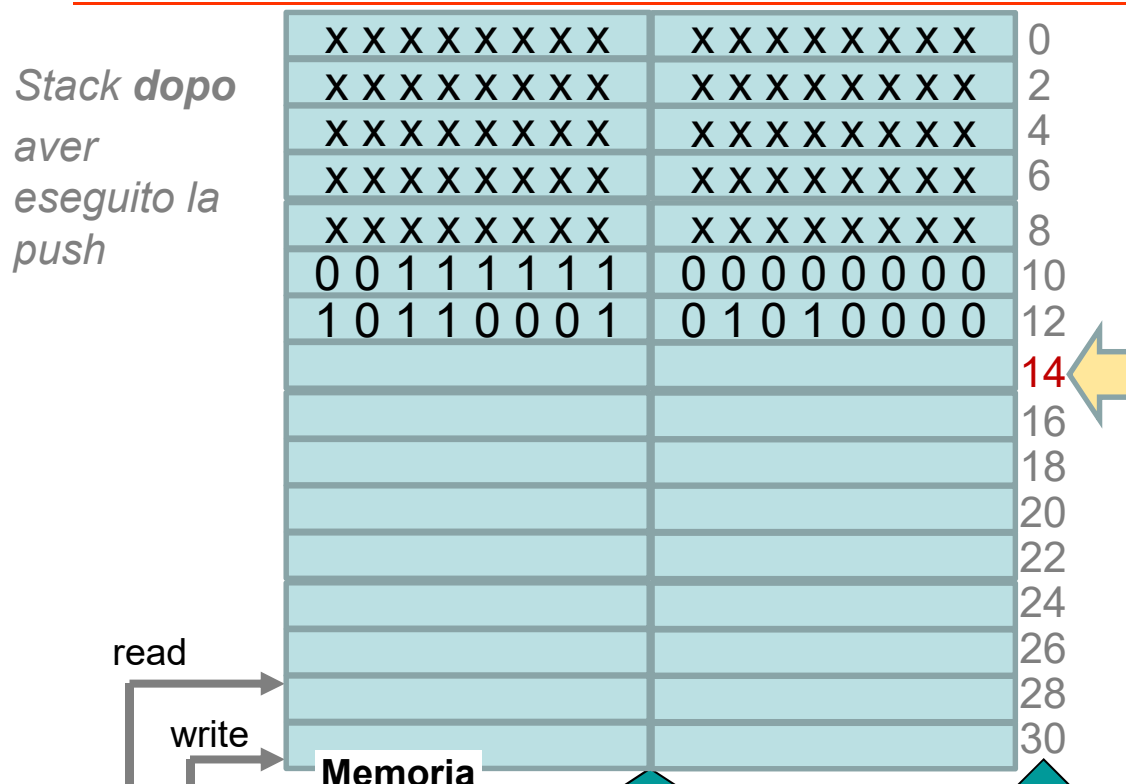 Stack dopo
aver
eseguito la
push
x x x x x x x x x x x x x x x x 0
x x x x x x x x x x x x x x x x 2
x x x x x x x x x x x x x x x x 4
x x x x x x x x x x x x x x x x 6
x x x x x x x x x x x x x x x x 8
0 0 1 1 1 1 1 1 0 0 0 0 0 0 0 0 10
1 0 1 1 0 0 0 1 0 1 0 1 0 0 0 0 12
14
16
18
20
22
24
26
28
30
read
write
Memoria